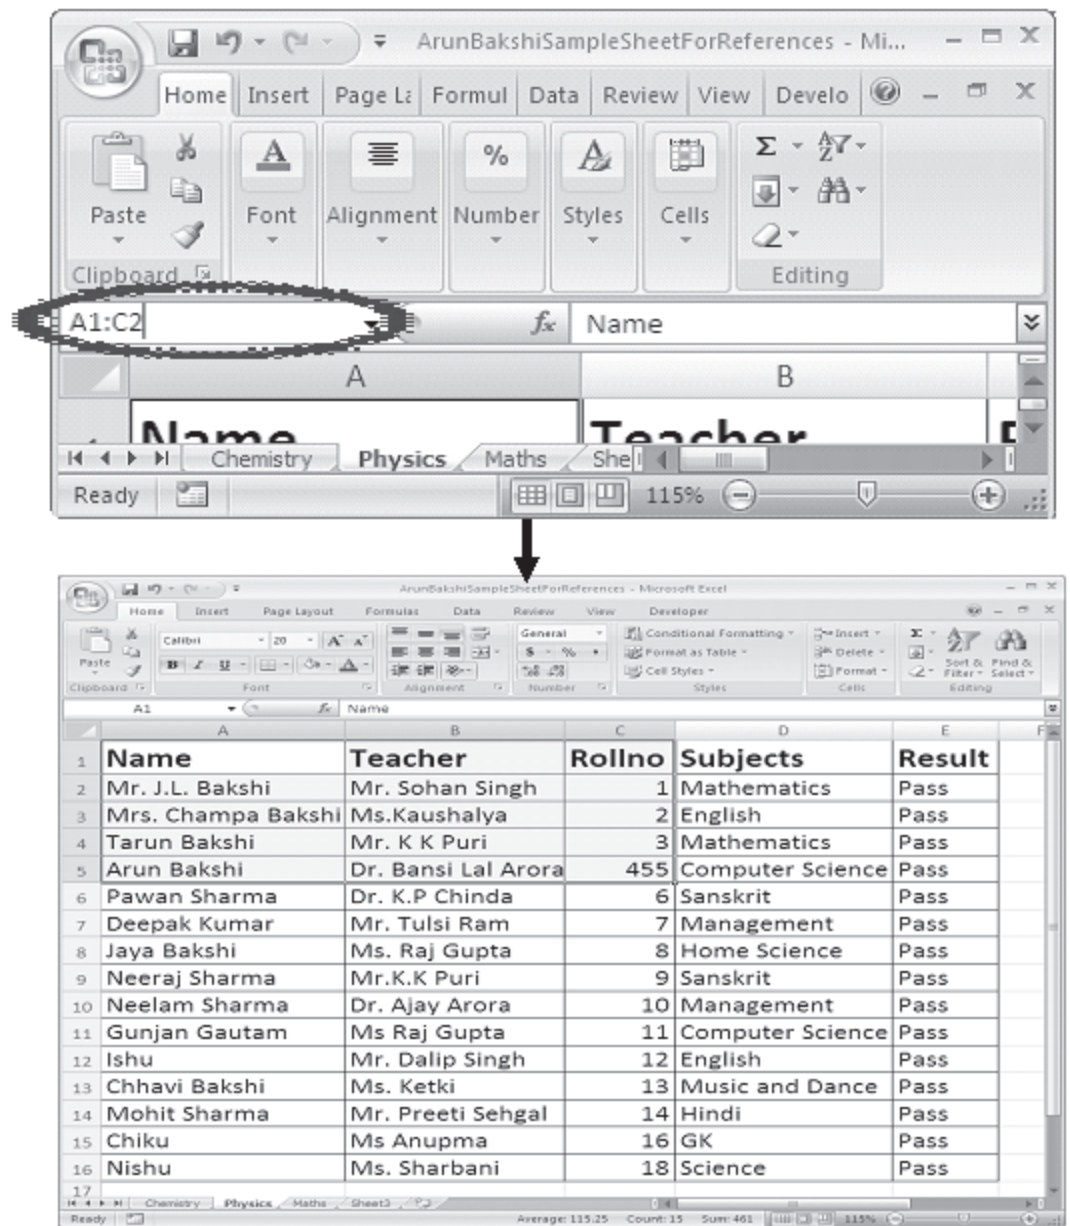 ArunBakshiSampleSheetForReferences - Mi...
Home Insert Page La Formul Data Review View Develo
Paste Font Alignment Number Styles Cells
Clipboard Editing
A1:C2 fx Name
A B
Name Teacher
Chemistry Physics Maths She
Ready 115%
ArunBakshiSampleSheetForReferences - Microsoft Excel
Home Insert Page Layout Formulas Data Review View Developer
Calibri 20 A A General Conditional Formatting Insert Σ
Paste B I U A $ % , Format as Table Delete Sort & Find &
Cell Styles Format Filter Select
Clipboard Font Alignment Number Styles Cells Editing
A1 fx Name
A B C D E F
1 Name Teacher Rollno Subjects Result
2 Mr. J.L. Bakshi Mr. Sohan Singh 1 Mathematics Pass
3 Mrs. Champa Bakshi Ms.Kaushalya 2 English Pass
4 Tarun Bakshi Mr. K K Puri 3 Mathematics Pass
5 Arun Bakshi Dr. Bansi Lal Arora 455 Computer Science Pass
6 Pawan Sharma Dr. K.P Chinda 6 Sanskrit Pass
7 Deepak Kumar Mr. Tulsi Ram 7 Management Pass
8 Jaya Bakshi Ms. Raj Gupta 8 Home Science Pass
9 Neeraj Sharma Mr.K.K Puri 9 Sanskrit Pass
10 Neelam Sharma Dr. Ajay Arora 10 Management Pass
11 Gunjan Gautam Ms Raj Gupta 11 Computer Science Pass
12 Ishu Mr. Dalip Singh 12 English Pass
13 Chhavi Bakshi Ms. Ketki 13 Music and Dance Pass
14 Mohit Sharma Mr. Preeti Sehgal 14 Hindi Pass
15 Chiku Ms Anupma 16 GK Pass
16 Nishu Ms. Sharbani 18 Science Pass
17
Chemistry Physics Maths Sheet3
Ready Average: 115.25 Count: 15 Sum: 461 115%